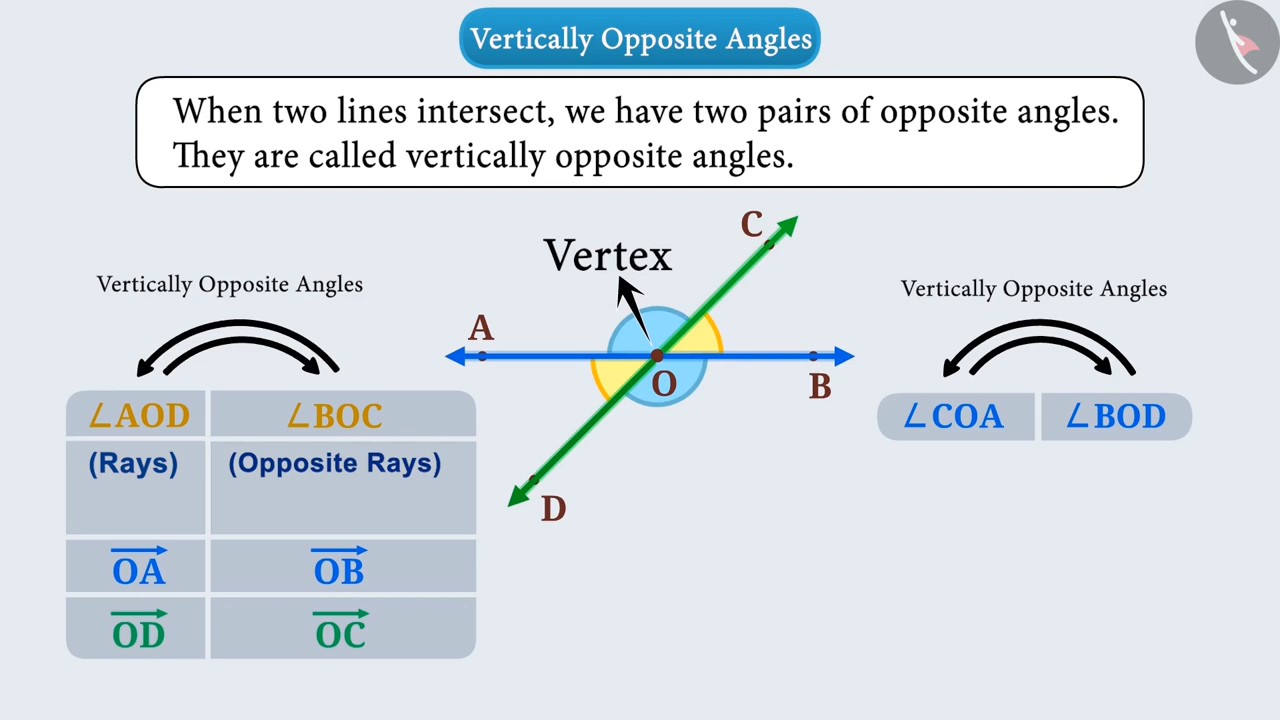 Vertically Opposite Angles
When two lines intersect, we have two pairs of opposite angles.
They are called vertically opposite angles.
Vertex
C
A
O
B
D
Vertically Opposite Angles
∠AOD ∠BOC
(Rays) (Opposite Rays)
OA OB
OD OC
Vertically Opposite Angles
∠COA ∠BOD